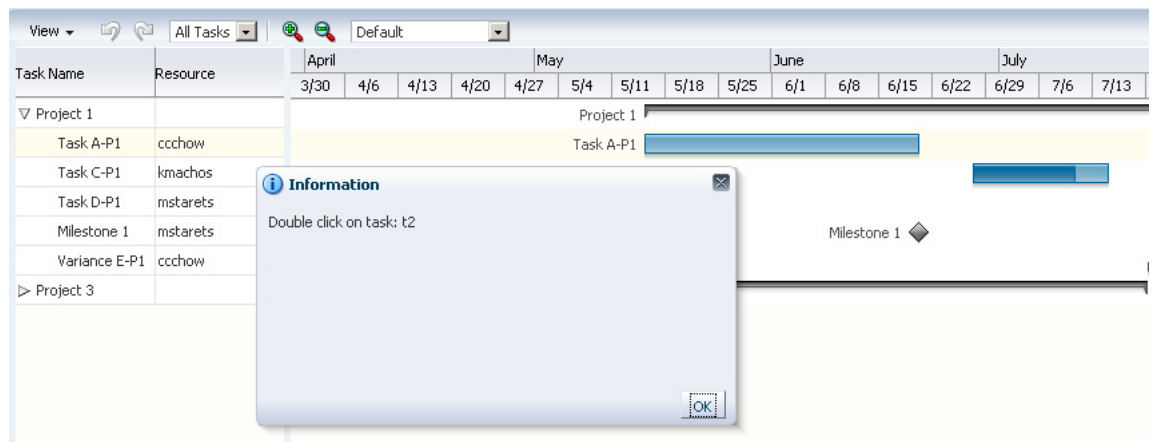 View All Tasks Default
Task Name Resource April May June July
3/30 4/6 4/13 4/20 4/27 5/4 5/11 5/18 5/25 6/1 6/8 6/15 6/22 6/29 7/6 7/13
Project 1 Project 1
Task A-P1 ccchow Task A-P1
Task C-P1 kmachos
Task D-P1 mstarets
Milestone 1 mstarets Milestone 1
Variance E-P1 ccchow
Project 3
Information
Double click on task: t2
OK